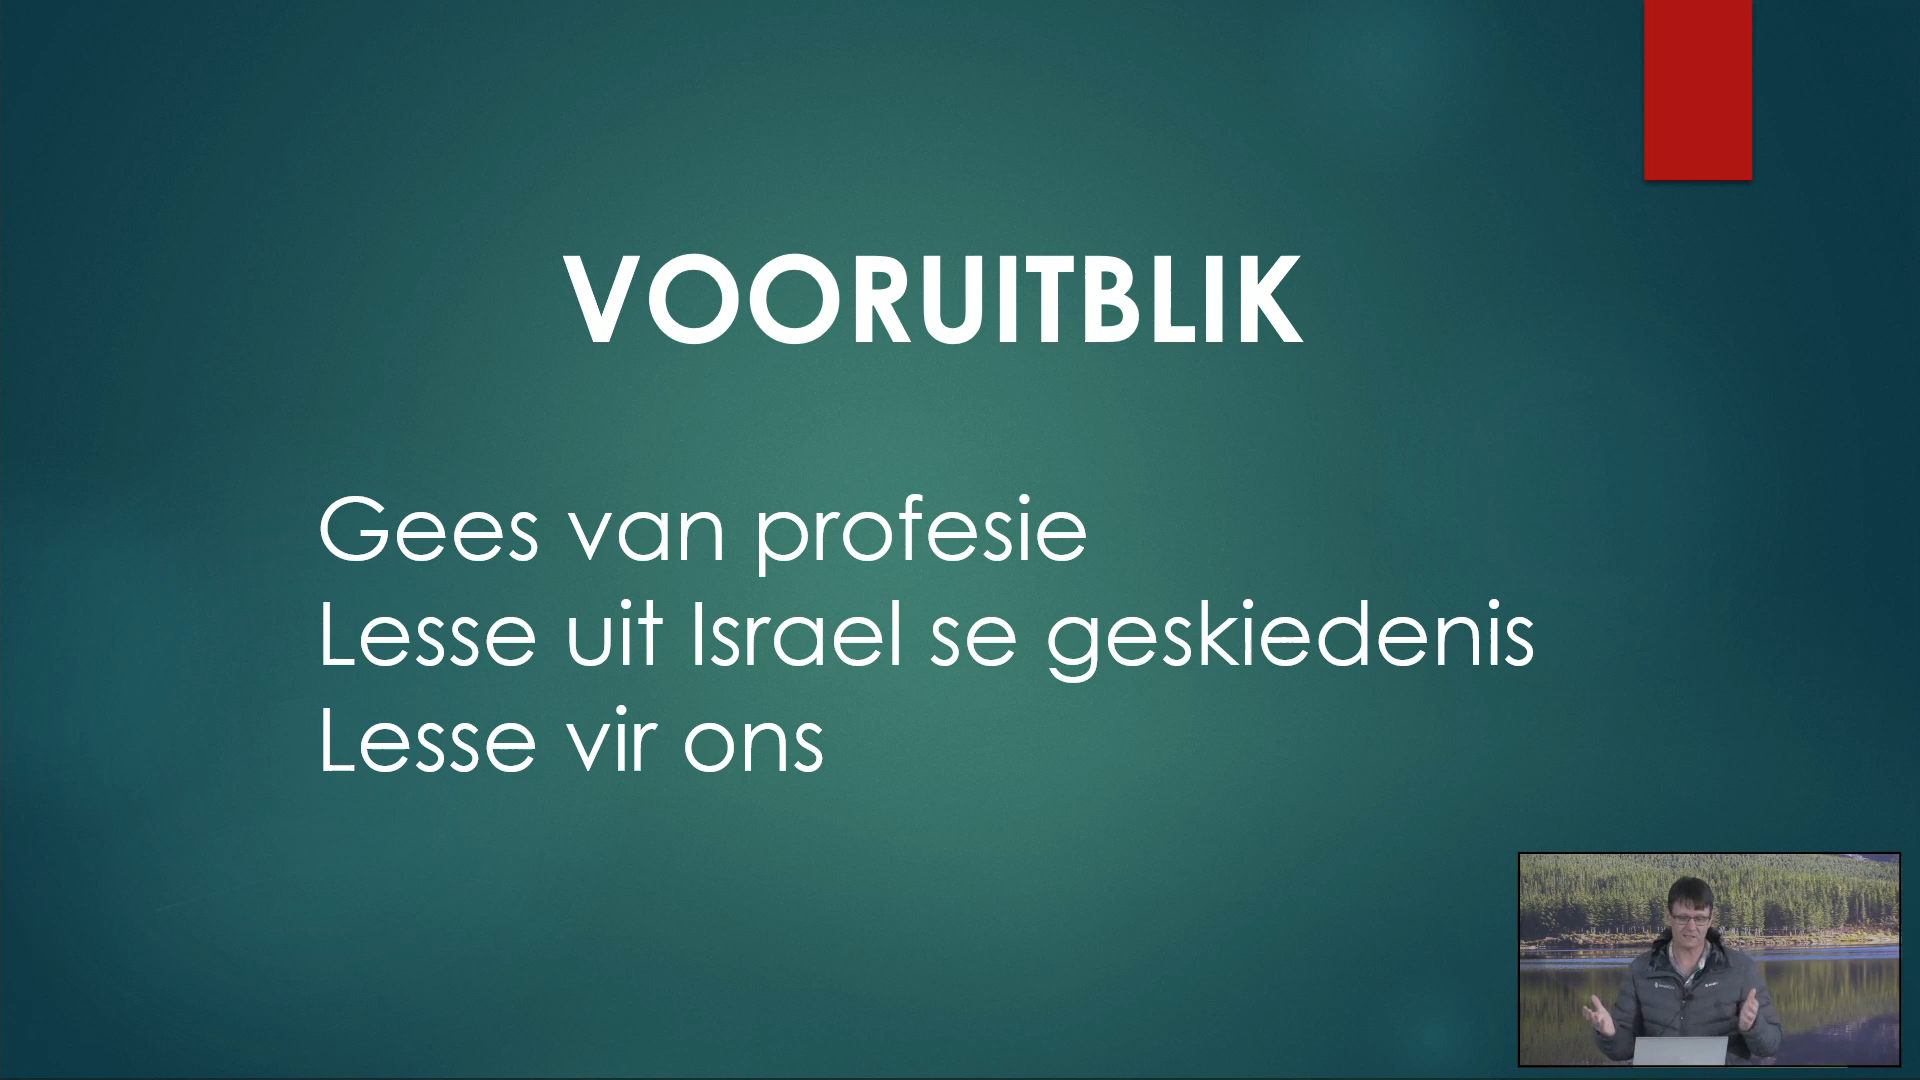 VOORUITBLIK
Gees van profesie
Lesse uit Israel se geskiedenis
Lesse vir ons